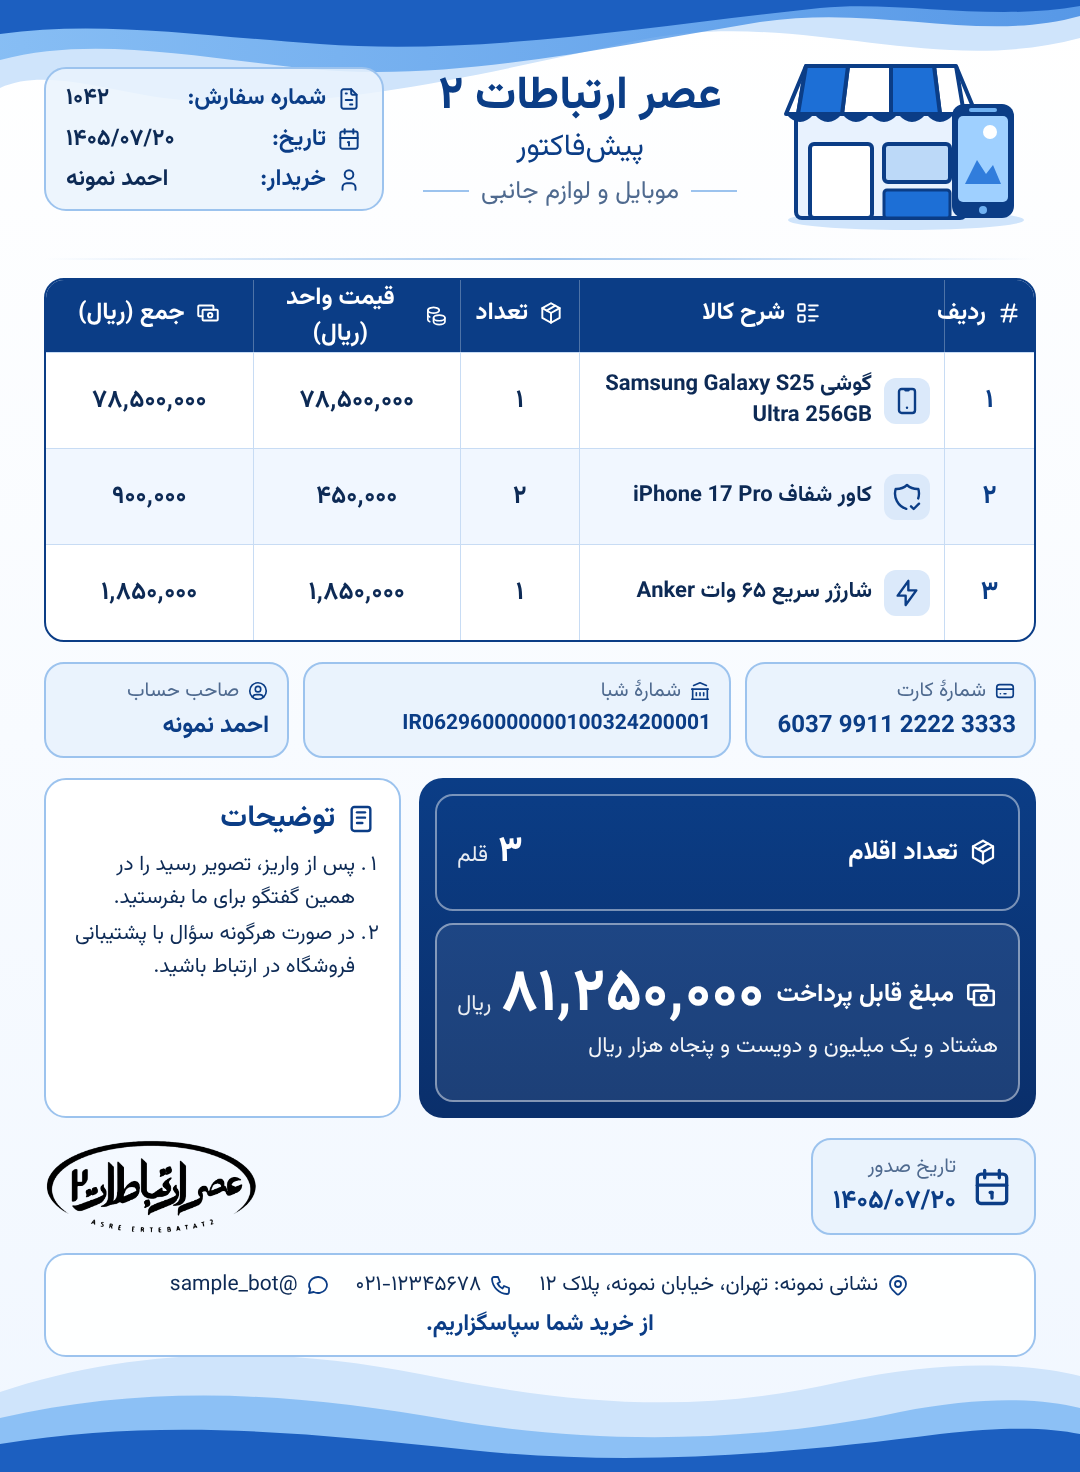 عصر ارتباطات ۲
پیش‌فاکتور
موبایل و لوازم جانبی
شماره سفارش: ۱۰۴۲
تاریخ: ۱۴۰۵/۰۷/۲۰
خریدار: احمد نمونه
# ردیف شرح کالا تعداد قیمت واحد (ریال) جمع (ریال)
۱ گوشی Samsung Galaxy S25 Ultra 256GB ۱ ۷۸,۵۰۰,۰۰۰ ۷۸,۵۰۰,۰۰۰
۲ کاور شفاف iPhone 17 Pro ۲ ۴۵۰,۰۰۰ ۹۰۰,۰۰۰
۳ شارژر سریع ۶۵ وات Anker ۱ ۱,۸۵۰,۰۰۰ ۱,۸۵۰,۰۰۰
شمارهٔ کارت
6037 9911 2222 3333
شمارهٔ شبا
IR062960000000100324200001
صاحب حساب
احمد نمونه
تعداد اقلام ۳ قلم
مبلغ قابل پرداخت ۸۱,۲۵۰,۰۰۰ ریال
هشتاد و یک میلیون و دویست و پنجاه هزار ریال
توضیحات
۱. پس از واریز، تصویر رسید را در
همین گفتگو برای ما بفرستید.
۲. در صورت هرگونه سؤال با پشتیبانی
فروشگاه در ارتباط باشید.
تاریخ صدور
۱۴۰۵/۰۷/۲۰
عصر ارتباطات ۲
ASRE ERTEBATAT2
نشانی نمونه: تهران، خیابان نمونه، پلاک ۱۲ ۰۲۱-۱۲۳۴۵۶۷۸ @sample_bot
از خرید شما سپاسگزاریم.